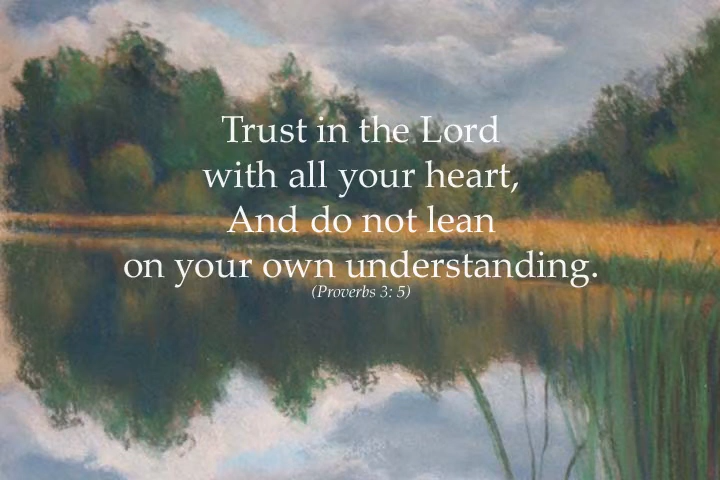 Trust in the Lord
with all your heart,
And do not lean
on your own understanding.
(Proverbs 3: 5)